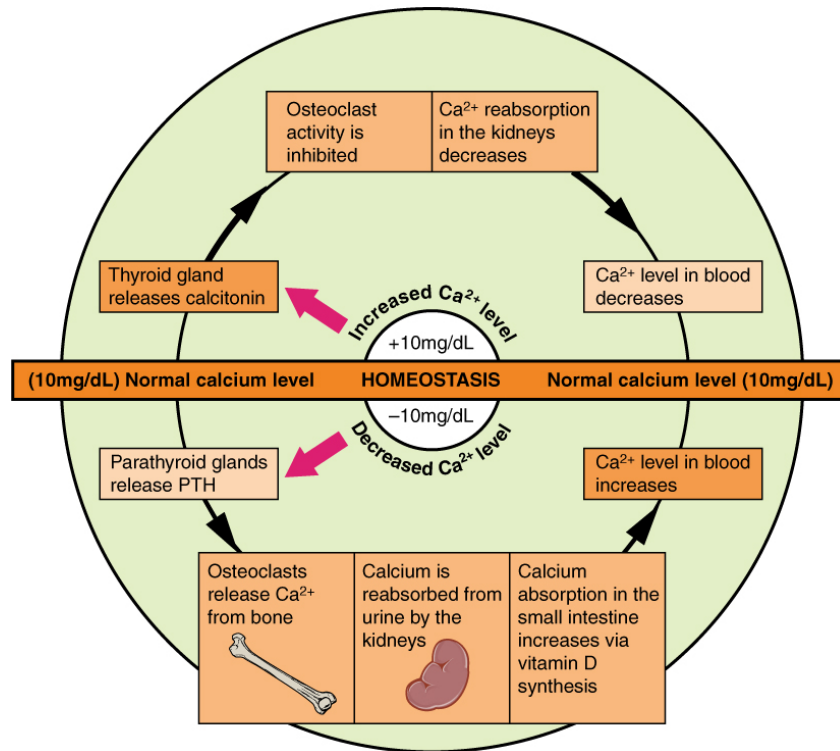 Osteoclast
activity is
inhibited
Ca²⁺ reabsorption
in the kidneys
decreases
Thyroid gland
releases calcitonin
Increased Ca²⁺ level
Ca²⁺ level in blood
decreases
+10mg/dL
(10mg/dL) Normal calcium level
HOMEOSTASIS
Normal calcium level (10mg/dL)
–10mg/dL
Decreased Ca²⁺ level
Parathyroid glands
release PTH
Ca²⁺ level in blood
increases
Osteoclasts
release Ca²⁺
from bone
Calcium is
reabsorbed from
urine by the
kidneys
Calcium
absorption in the
small intestine
increases via
vitamin D
synthesis